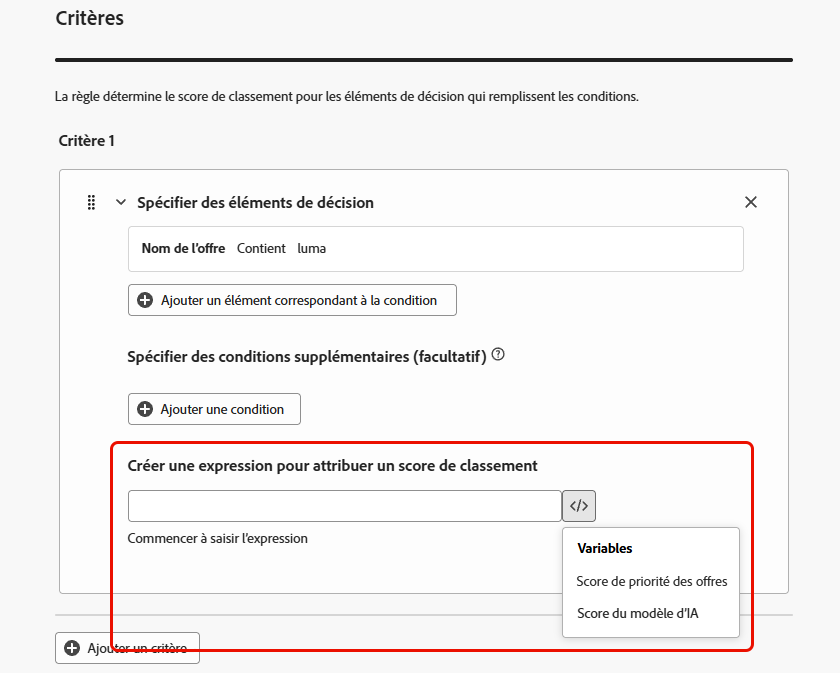 Critères
La règle détermine le score de classement pour les éléments de décision qui remplissent les conditions.
Critère 1
Spécifier des éléments de décision
Nom de l'offre Contient luma
Ajouter un élément correspondant à la condition
Spécifier des conditions supplémentaires (facultatif)
Ajouter une condition
Créer une expression pour attribuer un score de classement
</>
Commencer à saisir l'expression
Variables
Score de priorité des offres
Score du modèle d'IA
Ajouter un critère